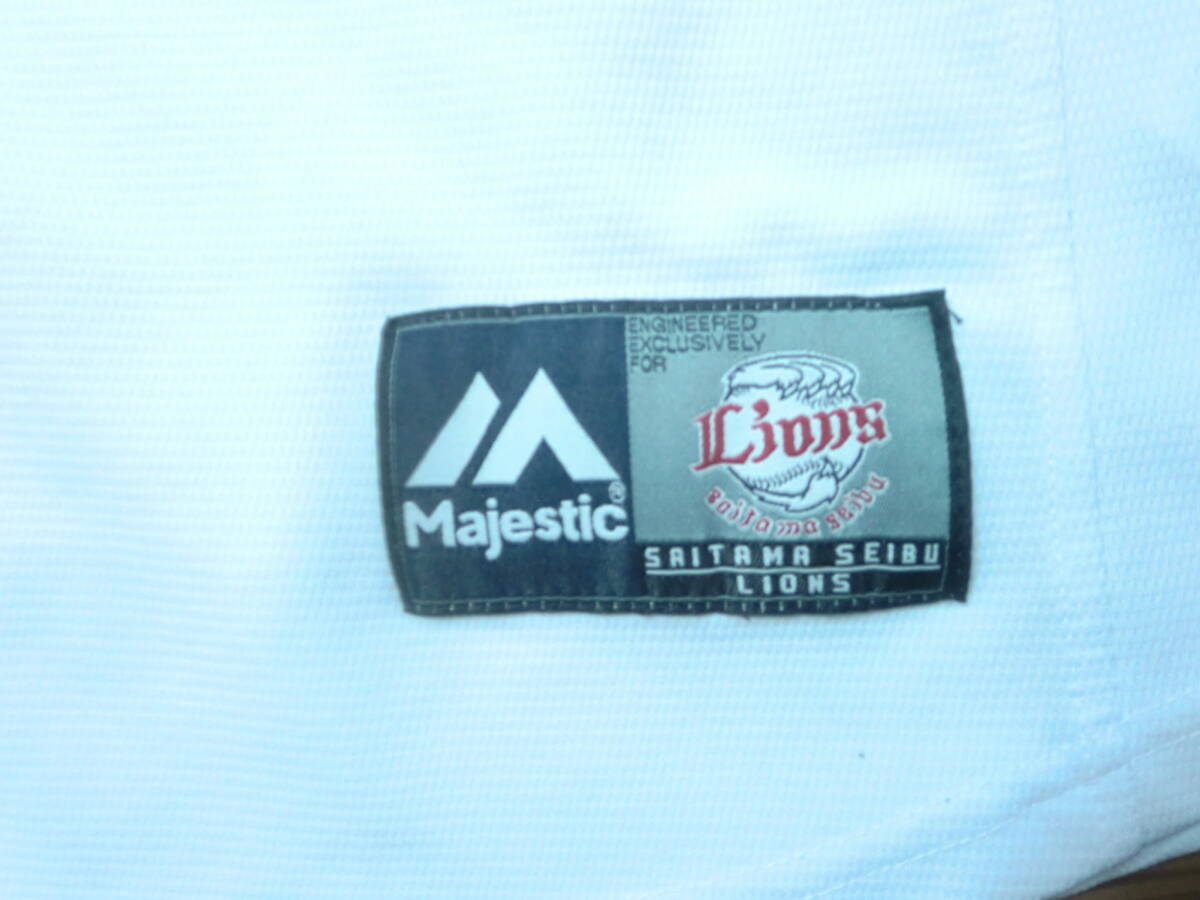 Majestic®
ENGINEERED
EXCLUSIVELY
FOR
Lions
saitama seibu
SAITAMA SEIBU
LIONS